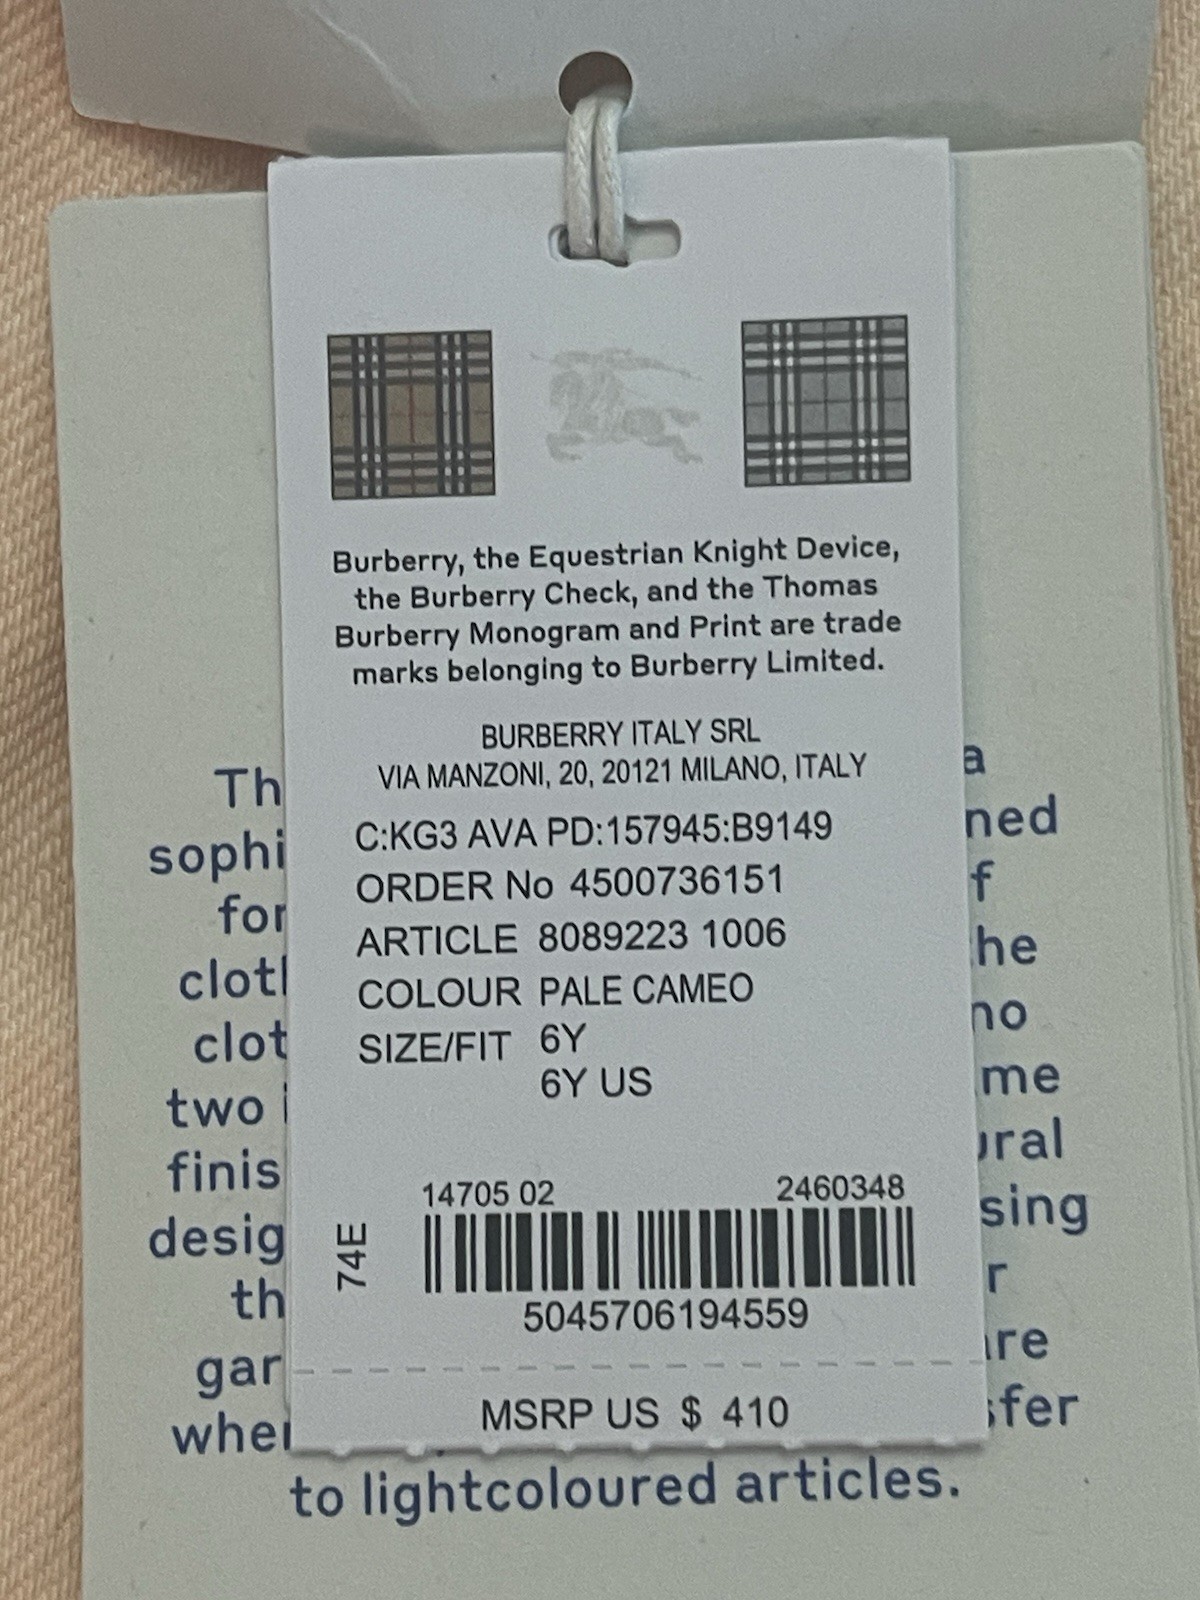 Burberry, the Equestrian Knight Device,
the Burberry Check, and the Thomas
Burberry Monogram and Print are trade
marks belonging to Burberry Limited.
BURBERRY ITALY SRL
VIA MANZONI, 20, 20121 MILANO, ITALY
C:KG3 AVA PD:157945:B9149
ORDER No 4500736151
ARTICLE 8089223 1006
COLOUR PALE CAMEO
SIZE/FIT 6Y
6Y US
14705 02 2460348
74E
5045706194559
MSRP US $ 410
two
to lightcoloured articles.